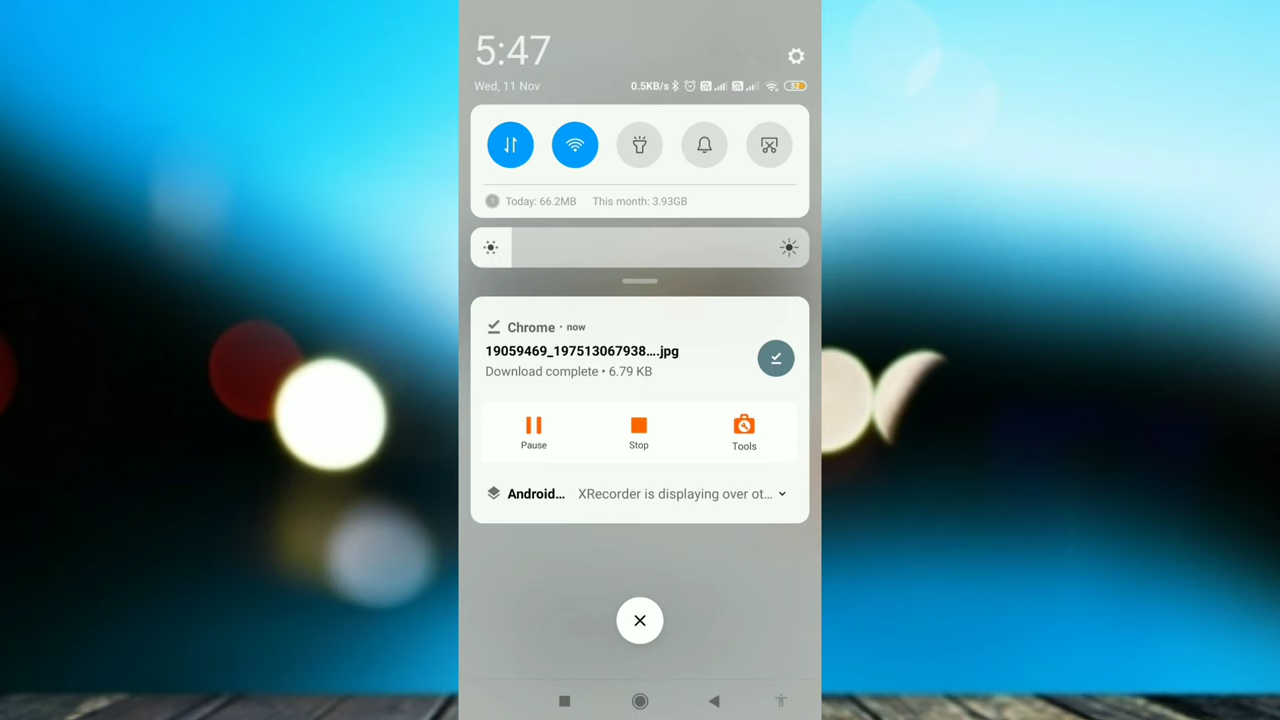 5:47
Wed, 11 Nov 0.5KB/s 52
Today: 66.2MB This month: 3.93GB
Chrome • now
19059469_197513067938....jpg
Download complete • 6.79 KB
Pause Stop Tools
Android... XRecorder is displaying over ot...